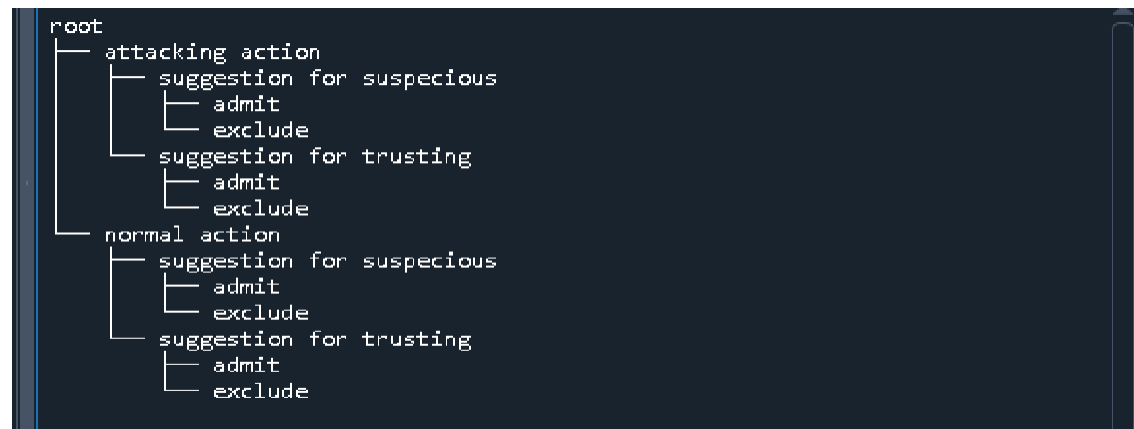 root
├── attacking action
│   ├── suggestion for suspecious
│   │   ├── admit
│   │   └── exclude
│   └── suggestion for trusting
│       ├── admit
│       └── exclude
└── normal action
    ├── suggestion for suspecious
    │   ├── admit
    │   └── exclude
    └── suggestion for trusting
        ├── admit
        └── exclude